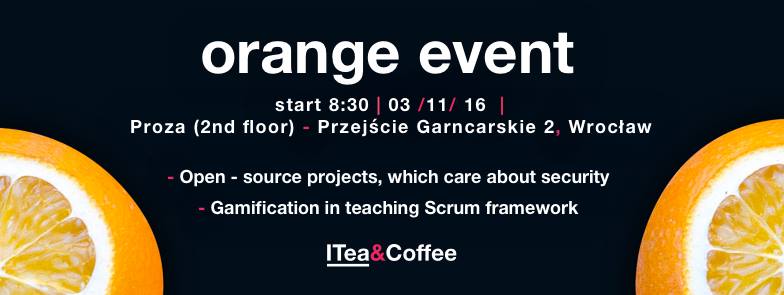 orange event
start 8:30 | 03 /11/ 16 |
Proza (2nd floor) - Przejście Garncarskie 2, Wrocław
- Open - source projects, which care about security
- Gamification in teaching Scrum framework
ITea&Coffee